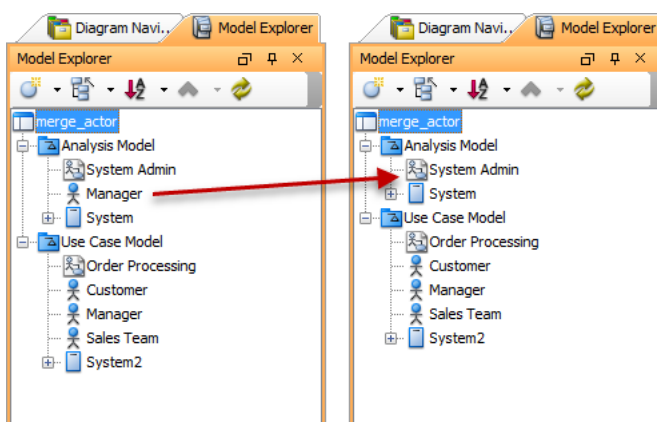 Diagram Navi.. Model Explorer
Model Explorer
merge_actor
Analysis Model
System Admin
Manager
System
Use Case Model
Order Processing
Customer
Manager
Sales Team
System2
Diagram Navi.. Model Explorer
Model Explorer
merge_actor
Analysis Model
System Admin
System
Use Case Model
Order Processing
Customer
Manager
Sales Team
System2